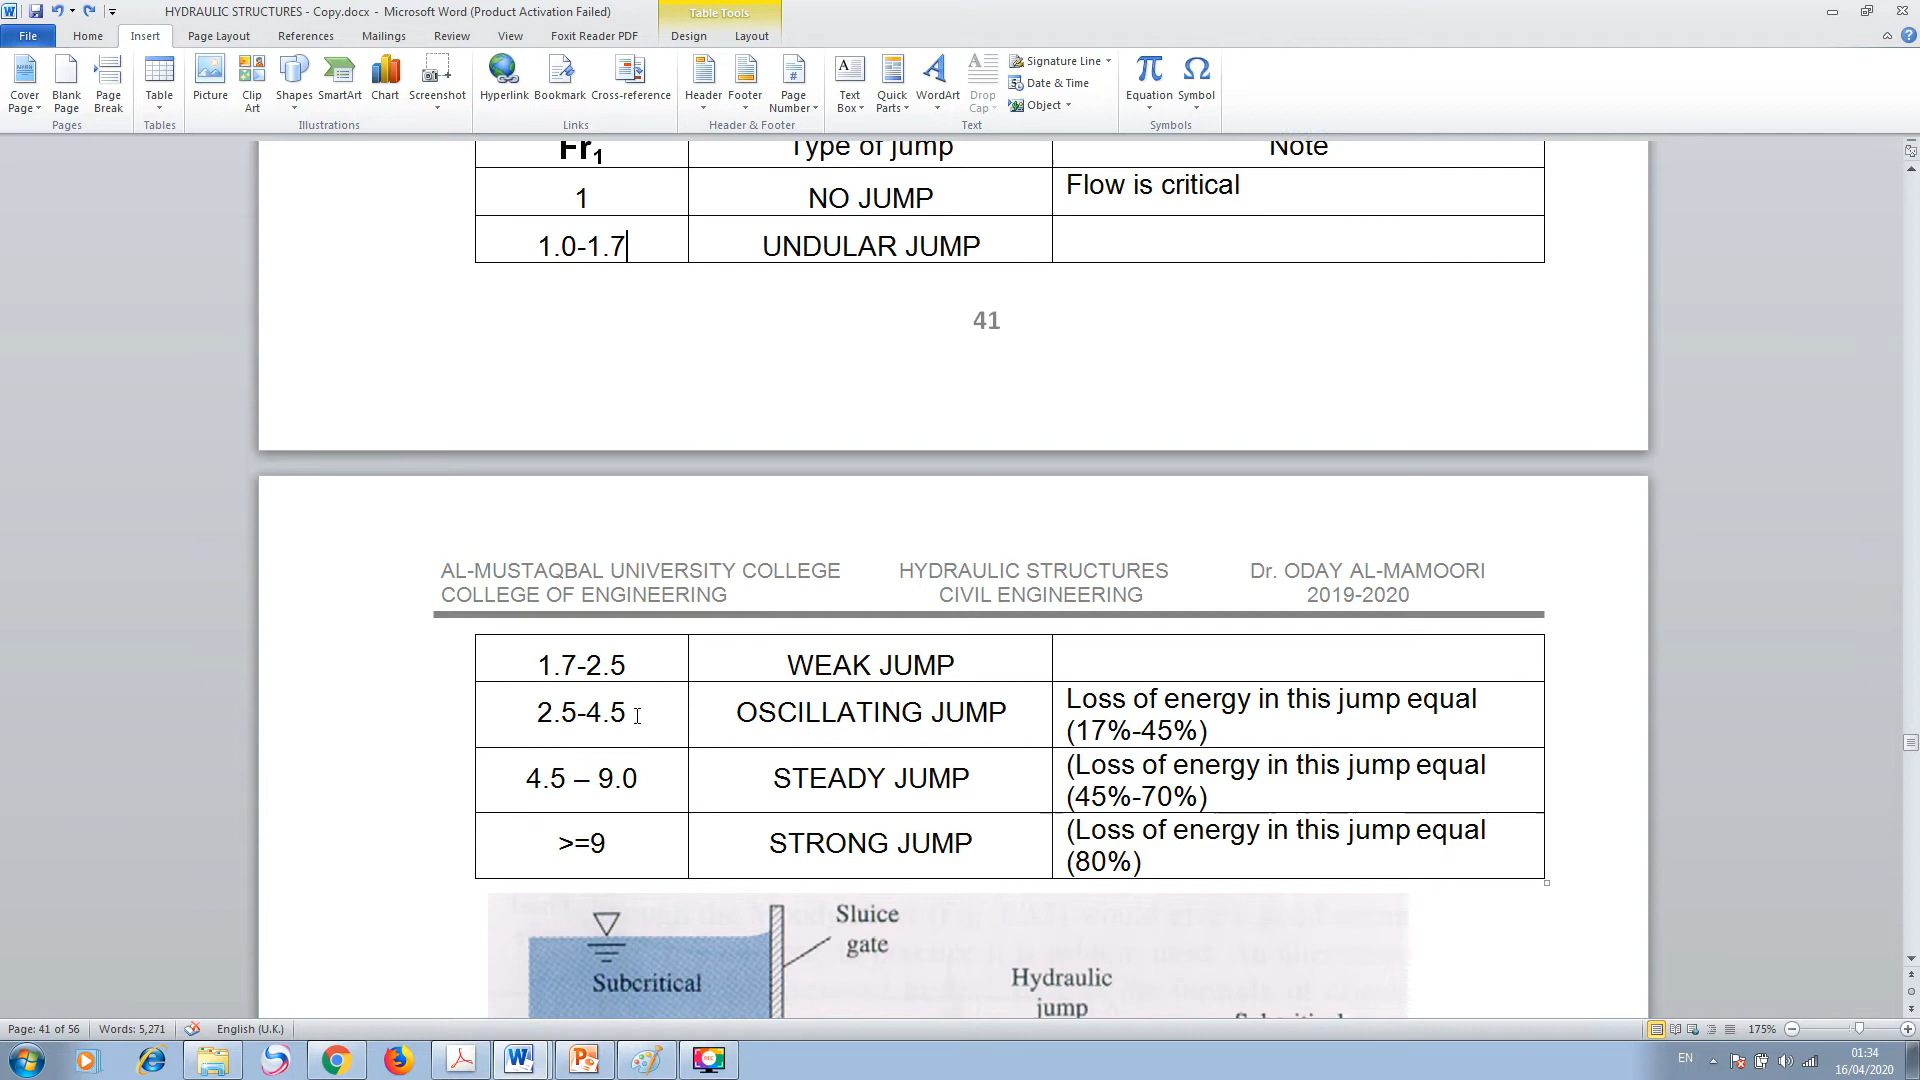 HYDRAULIC STRUCTURES - Copy.docx - Microsoft Word (Product Activation Failed)
Table Tools
File Home Insert Page Layout References Mailings Review View Foxit Reader PDF Design Layout
Cover Page
Blank Page
Page Break
Table
Picture
Clip Art
Shapes
SmartArt
Chart
Screenshot
Hyperlink
Bookmark
Cross-reference
Header
Footer
Page Number
Text Box
Quick Parts
WordArt
Drop Cap
Signature Line
Date & Time
Object
Equation
Symbol
Pages Tables Illustrations Links Header & Footer Text Symbols
Fr1 Type of jump Note
1 NO JUMP Flow is critical
1.0-1.7 UNDULAR JUMP
41
AL-MUSTAQBAL UNIVERSITY COLLEGE HYDRAULIC STRUCTURES Dr. ODAY AL-MAMOORI
COLLEGE OF ENGINEERING CIVIL ENGINEERING 2019-2020
1.7-2.5 WEAK JUMP
2.5-4.5 OSCILLATING JUMP Loss of energy in this jump equal
(17%-45%)
4.5 – 9.0 STEADY JUMP (Loss of energy in this jump equal
(45%-70%)
>=9 STRONG JUMP (Loss of energy in this jump equal
(80%)
Sluice
gate
Subcritical
Hydraulic
jump
Page: 41 of 56 Words: 5,271 English (U.K.) 175%
EN 01:34
16/04/2020